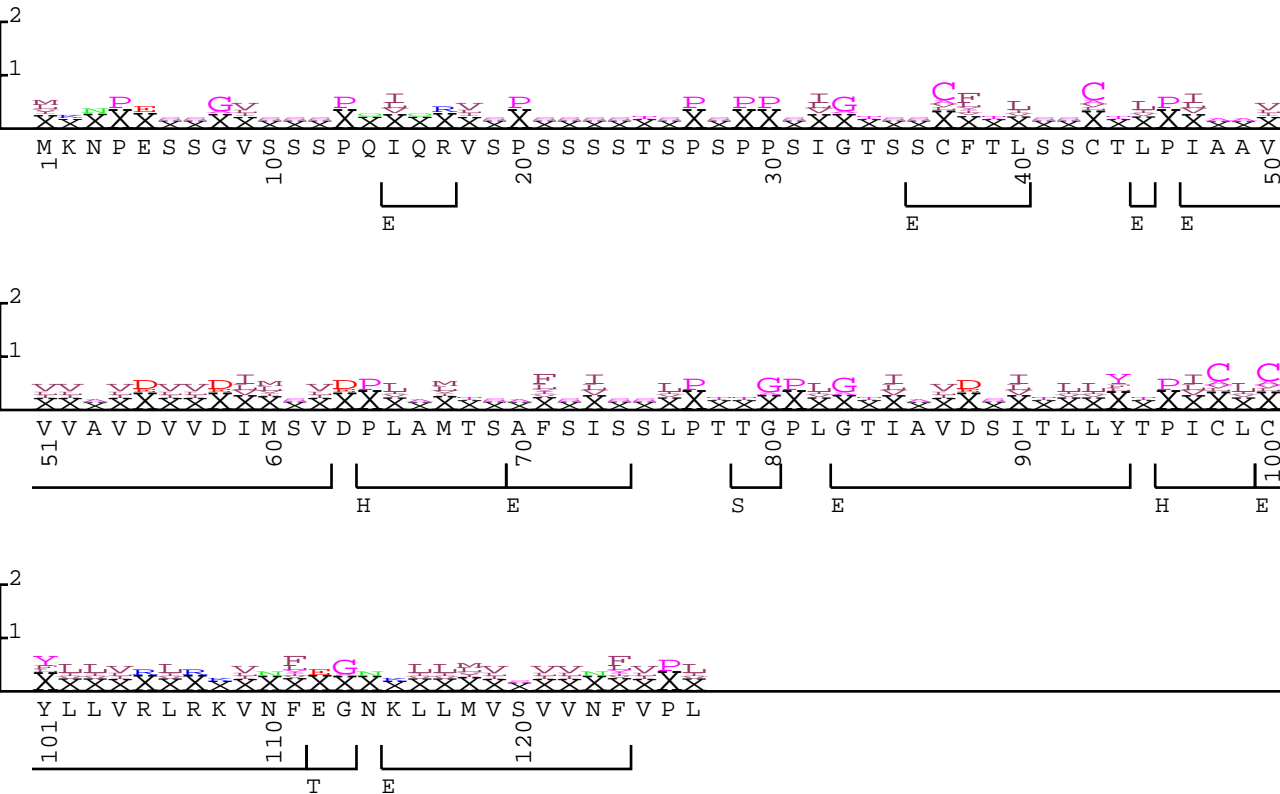 2
1
M K N P E S S G V S S S P Q I Q R V S P S S S S T S P S P P S I G T S S C F T L S S C T L P I A A V
1 10 20 30 40 50
E E E E
2
1
V V A V D V V D I M S V D P L A M T S A F S I S S L P T T G P L G T I A V D S I T L L Y T P I C L C
51 60 70 80 90 100
H E S E H E
2
1
Y L L V R L R K V N F E G N K L L M V S V V N F V P L
101 110 120
T E